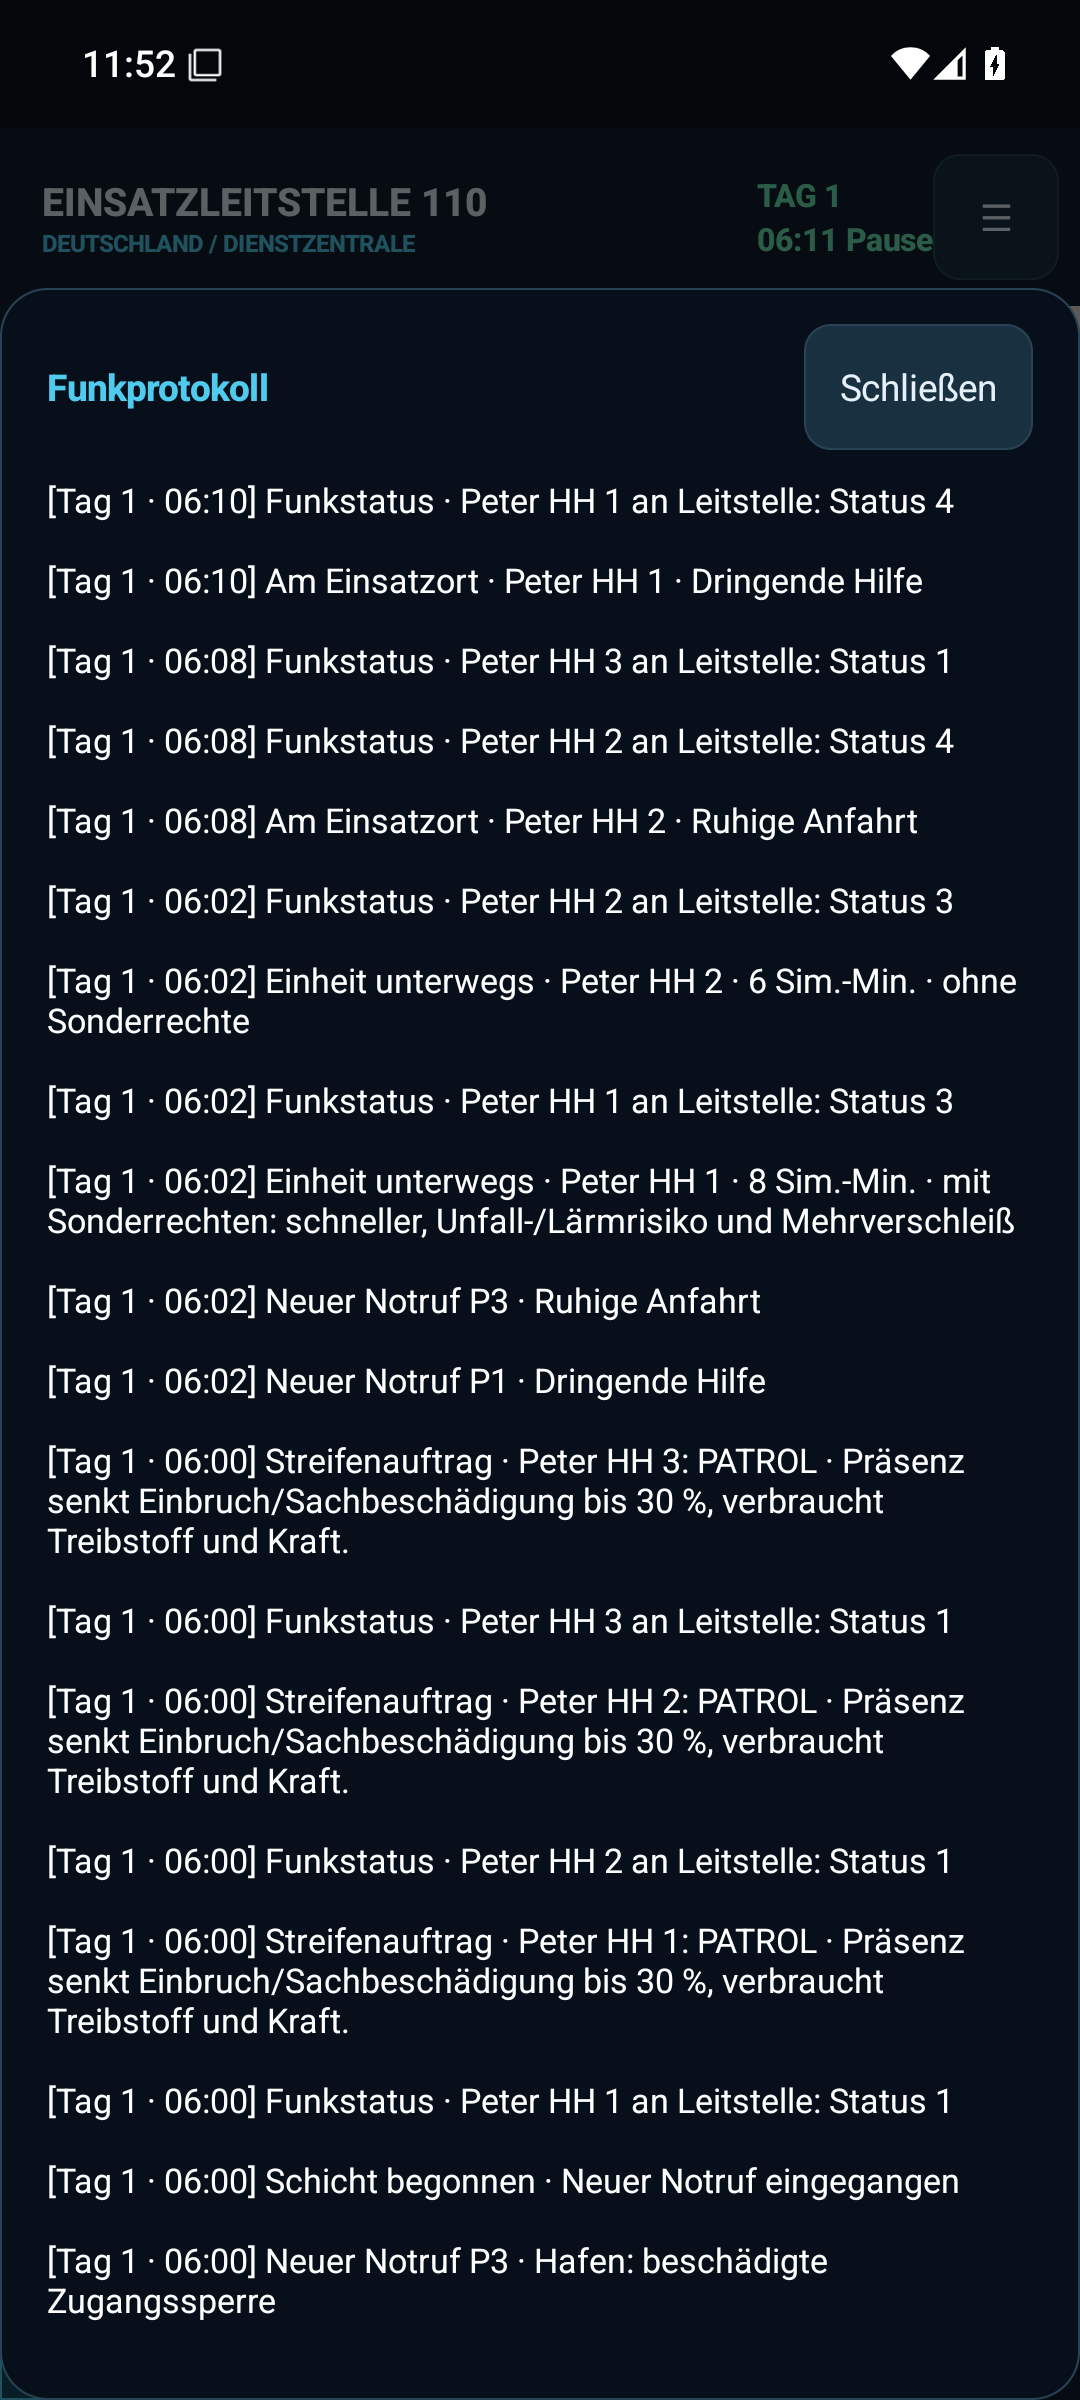 11:52
EINSATZLEITSTELLE 110
DEUTSCHLAND / DIENSTZENTRALE
TAG 1
06:11 Pause
Funkprotokoll
Schließen
[Tag 1 · 06:10] Funkstatus · Peter HH 1 an Leitstelle: Status 4
[Tag 1 · 06:10] Am Einsatzort · Peter HH 1 · Dringende Hilfe
[Tag 1 · 06:08] Funkstatus · Peter HH 3 an Leitstelle: Status 1
[Tag 1 · 06:08] Funkstatus · Peter HH 2 an Leitstelle: Status 4
[Tag 1 · 06:08] Am Einsatzort · Peter HH 2 · Ruhige Anfahrt
[Tag 1 · 06:02] Funkstatus · Peter HH 2 an Leitstelle: Status 3
[Tag 1 · 06:02] Einheit unterwegs · Peter HH 2 · 6 Sim.-Min. · ohne
Sonderrechte
[Tag 1 · 06:02] Funkstatus · Peter HH 1 an Leitstelle: Status 3
[Tag 1 · 06:02] Einheit unterwegs · Peter HH 1 · 8 Sim.-Min. · mit
Sonderrechten: schneller, Unfall-/Lärmrisiko und Mehrverschleiß
[Tag 1 · 06:02] Neuer Notruf P3 · Ruhige Anfahrt
[Tag 1 · 06:02] Neuer Notruf P1 · Dringende Hilfe
[Tag 1 · 06:00] Streifenauftrag · Peter HH 3: PATROL · Präsenz
senkt Einbruch/Sachbeschädigung bis 30 %, verbraucht
Treibstoff und Kraft.
[Tag 1 · 06:00] Funkstatus · Peter HH 3 an Leitstelle: Status 1
[Tag 1 · 06:00] Streifenauftrag · Peter HH 2: PATROL · Präsenz
senkt Einbruch/Sachbeschädigung bis 30 %, verbraucht
Treibstoff und Kraft.
[Tag 1 · 06:00] Funkstatus · Peter HH 2 an Leitstelle: Status 1
[Tag 1 · 06:00] Streifenauftrag · Peter HH 1: PATROL · Präsenz
senkt Einbruch/Sachbeschädigung bis 30 %, verbraucht
Treibstoff und Kraft.
[Tag 1 · 06:00] Funkstatus · Peter HH 1 an Leitstelle: Status 1
[Tag 1 · 06:00] Schicht begonnen · Neuer Notruf eingegangen
[Tag 1 · 06:00] Neuer Notruf P3 · Hafen: beschädigte
Zugangssperre